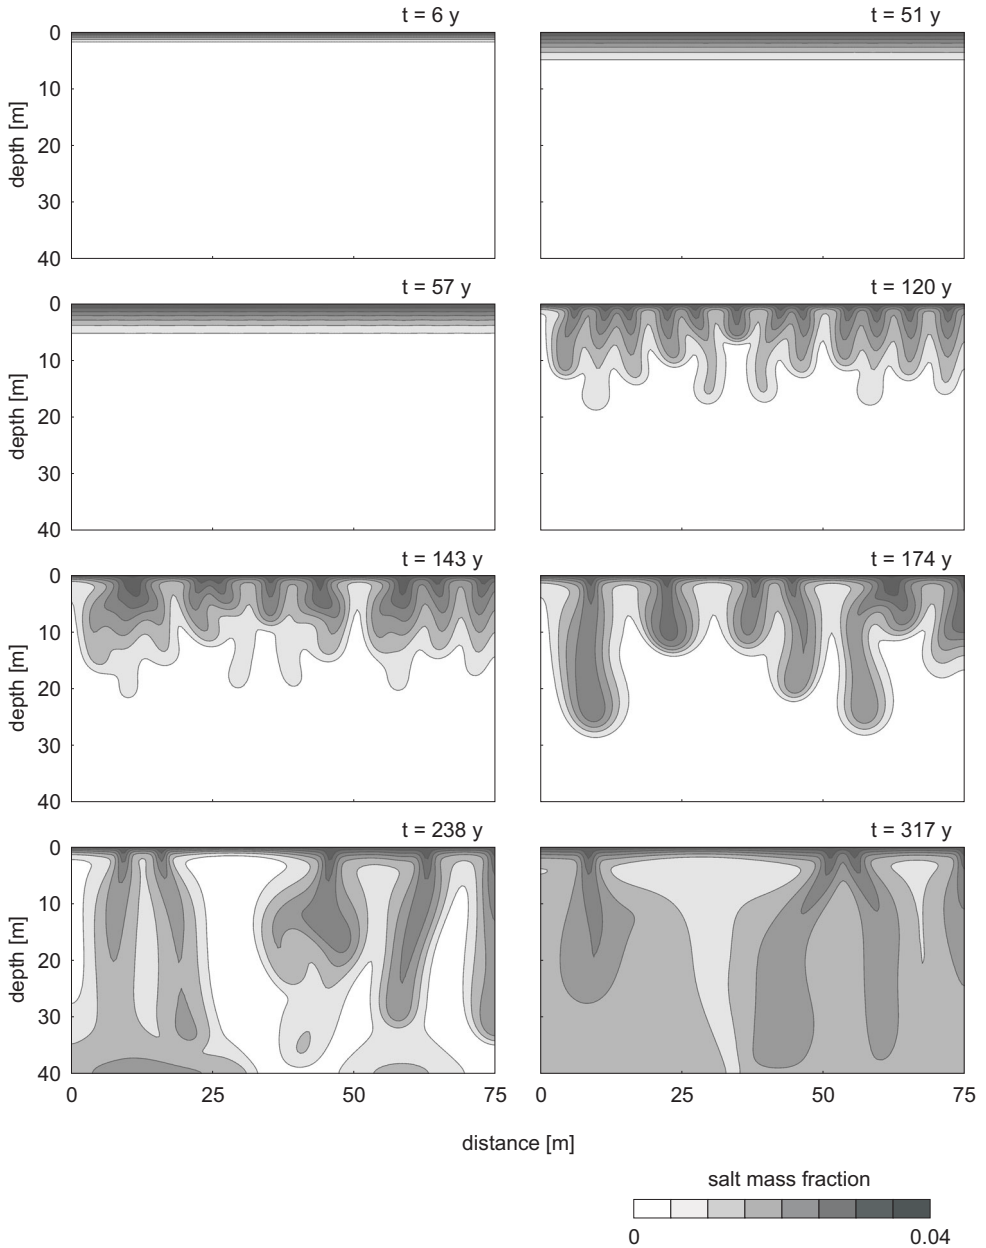 t = 6 y
t = 51 y
0
10
20
30
40
depth [m]
t = 57 y
t = 120 y
0
10
20
30
40
depth [m]
t = 143 y
t = 174 y
0
10
20
30
40
depth [m]
t = 238 y
t = 317 y
0
10
20
30
40
depth [m]
0 25 50 75 0 25 50 75
distance [m]
salt mass fraction
0 0.04